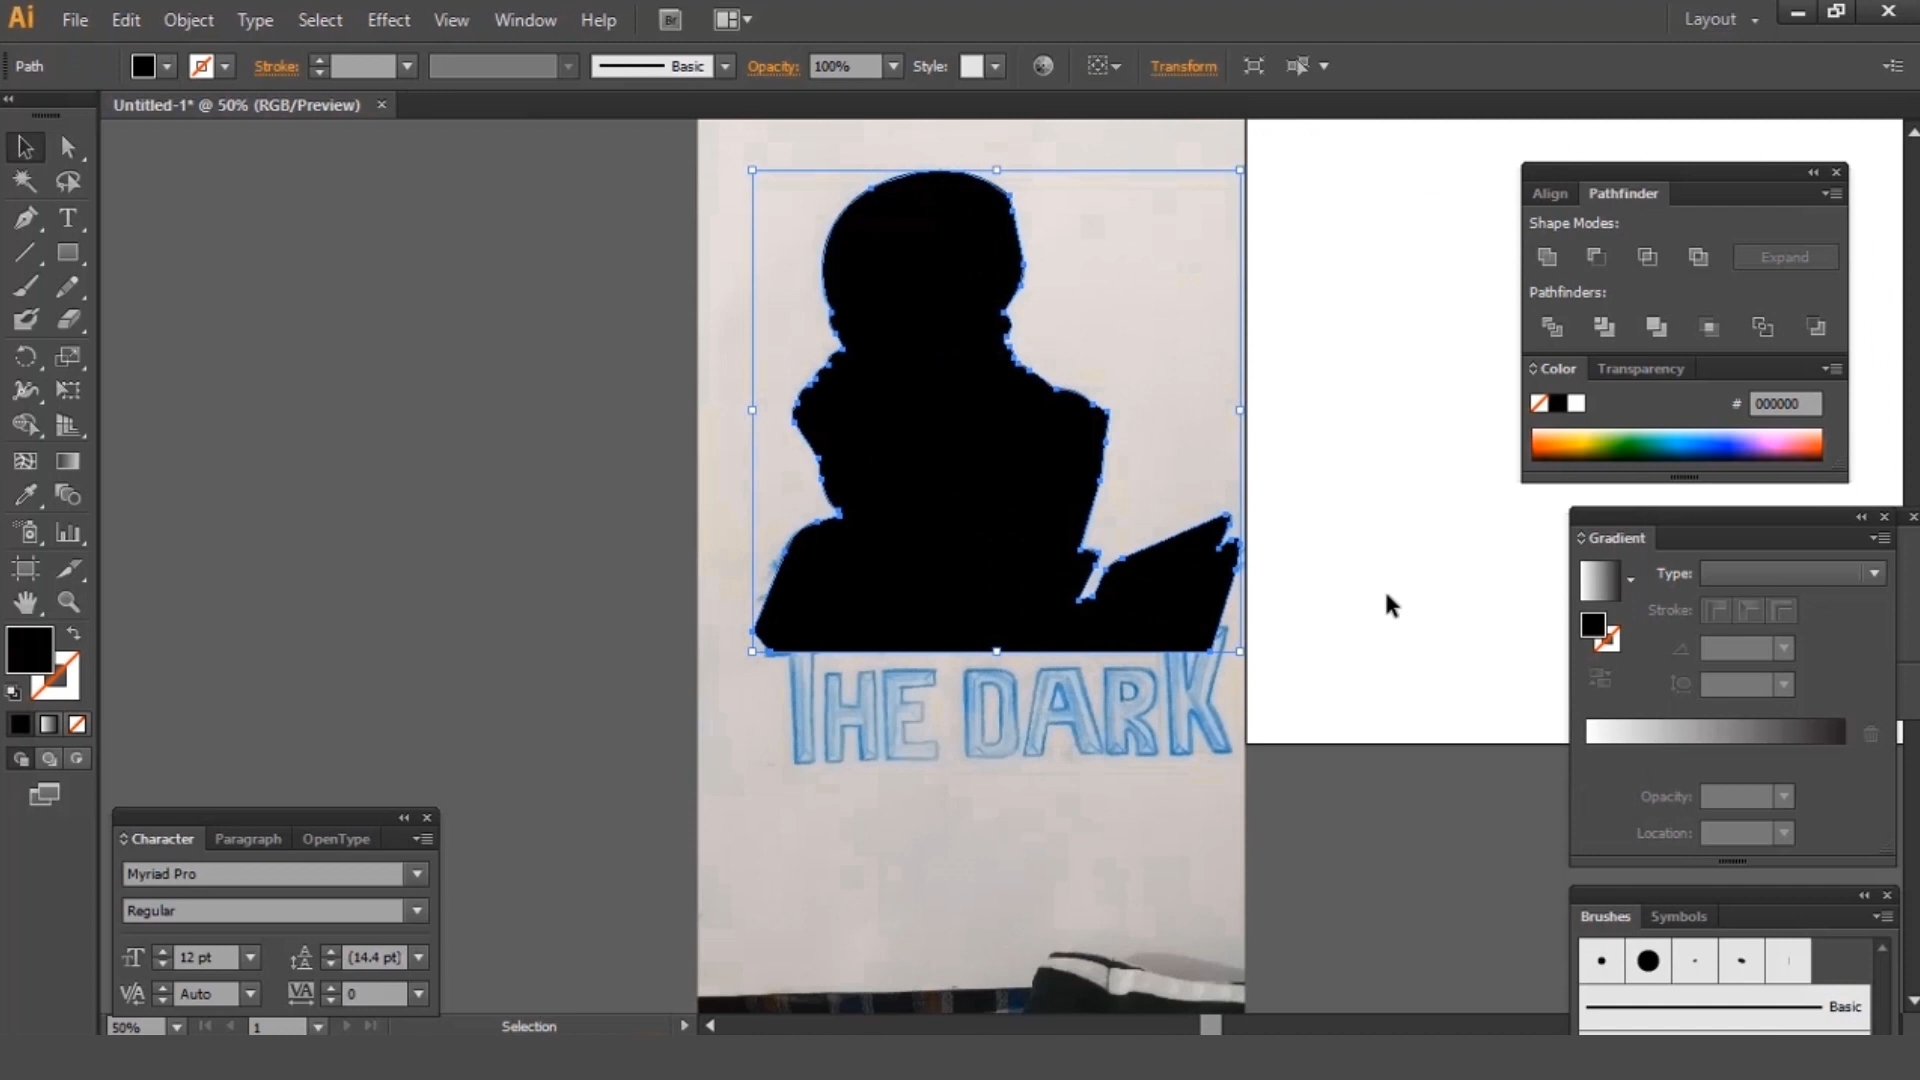 Ai File Edit Object Type Select Effect View Window Help Br Layout
Path Stroke: Basic Opacity: 100% Style: Transform
Untitled-1* @ 50% (RGB/Preview)
Align Pathfinder
Shape Modes:
Expand
Pathfinders:
Color Transparency
# 000000
Gradient
Type:
Stroke:
Opacity:
Location:
THE DARK
Character Paragraph OpenType
Myriad Pro
Regular
12 pt (14.4 pt)
Auto 0
Brushes Symbols
Basic
50% 1 Selection